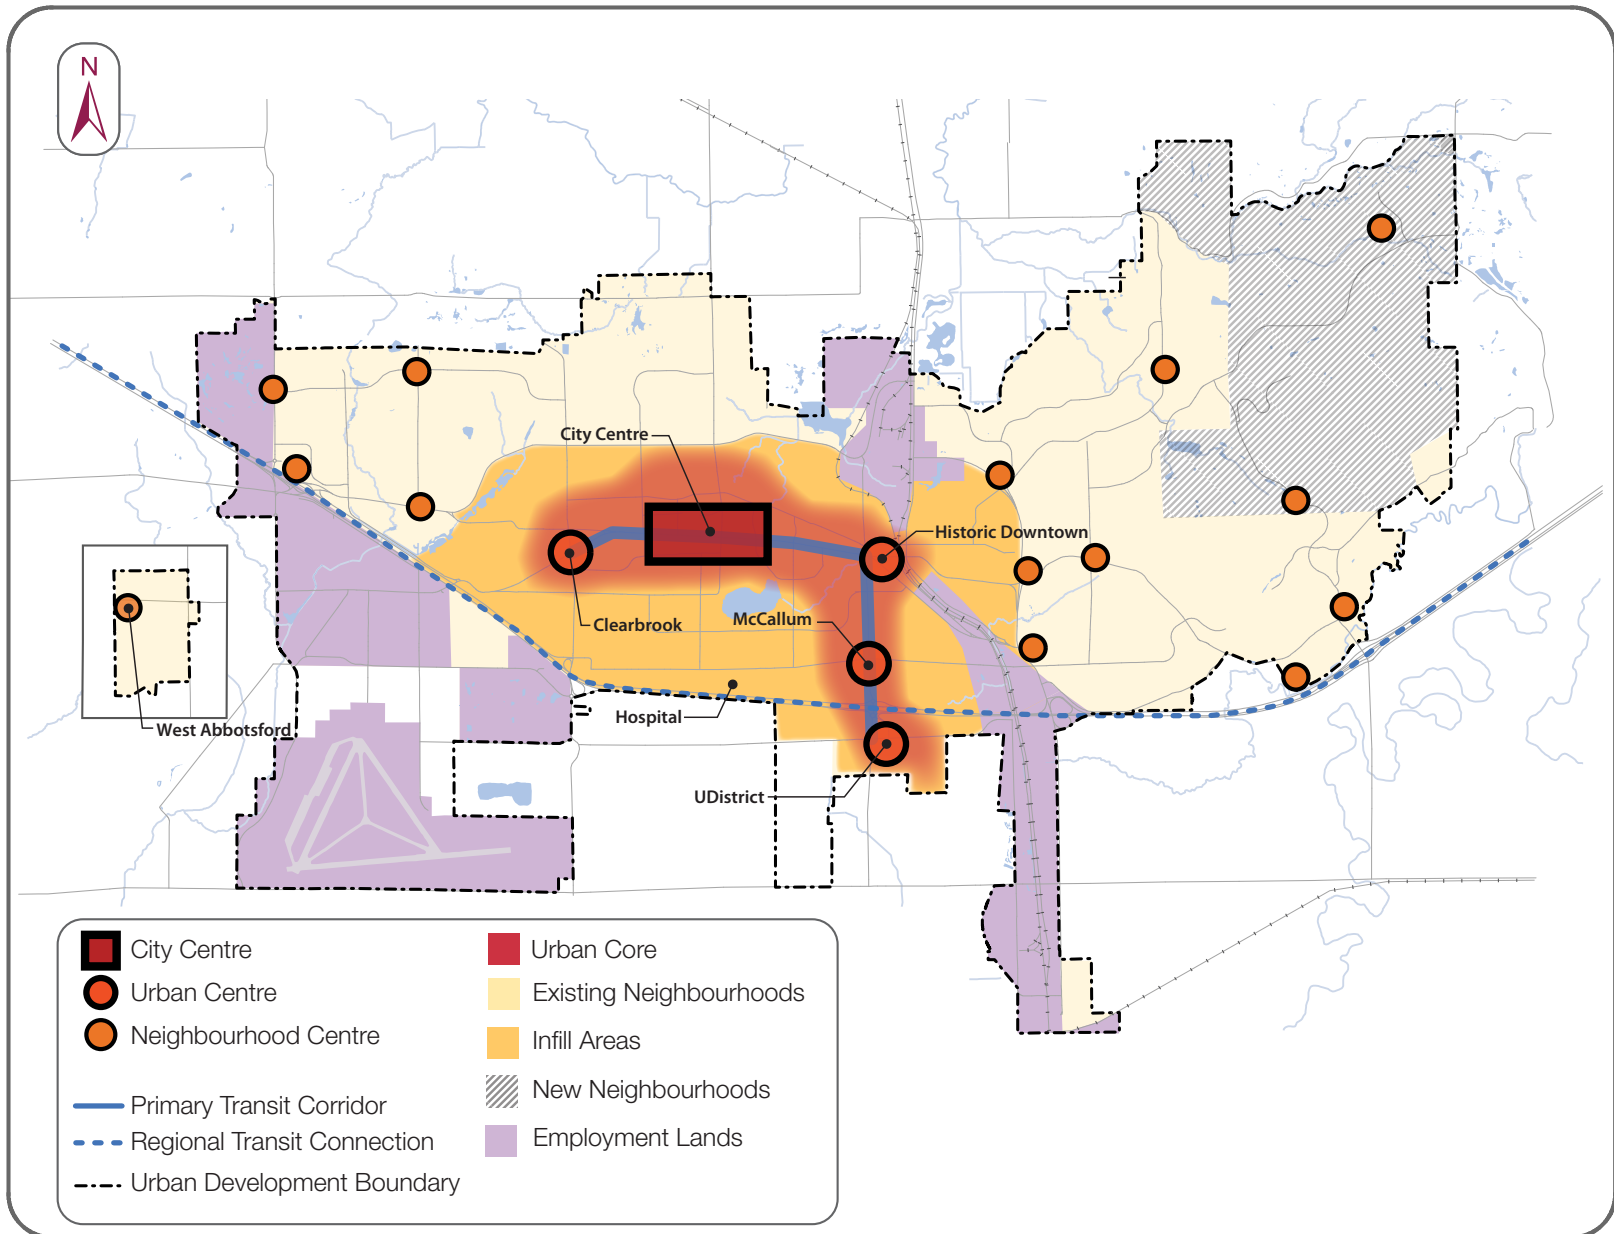 N
City Centre
Historic Downtown
Clearbrook
McCallum
Hospital
West Abbotsford
UDistrict
City Centre
Urban Centre
Neighbourhood Centre
Primary Transit Corridor
Regional Transit Connection
Urban Development Boundary
Urban Core
Existing Neighbourhoods
Infill Areas
New Neighbourhoods
Employment Lands